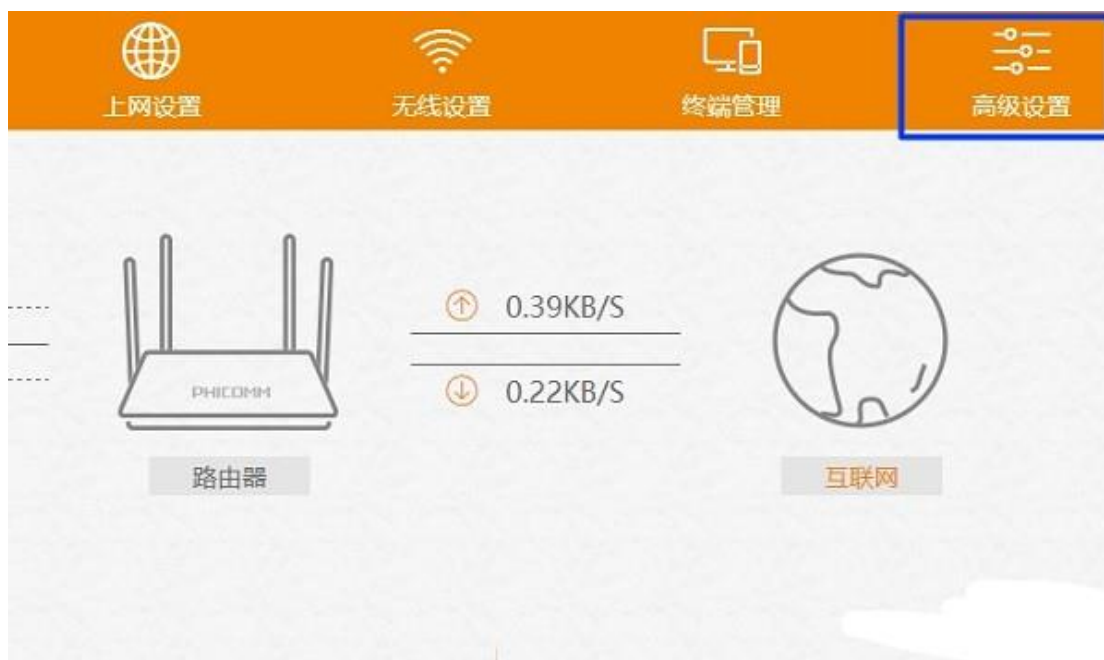 上网设置
无线设置
终端管理
高级设置
0.39KB/S
PHICOMM
0.22KB/S
路由器
互联网